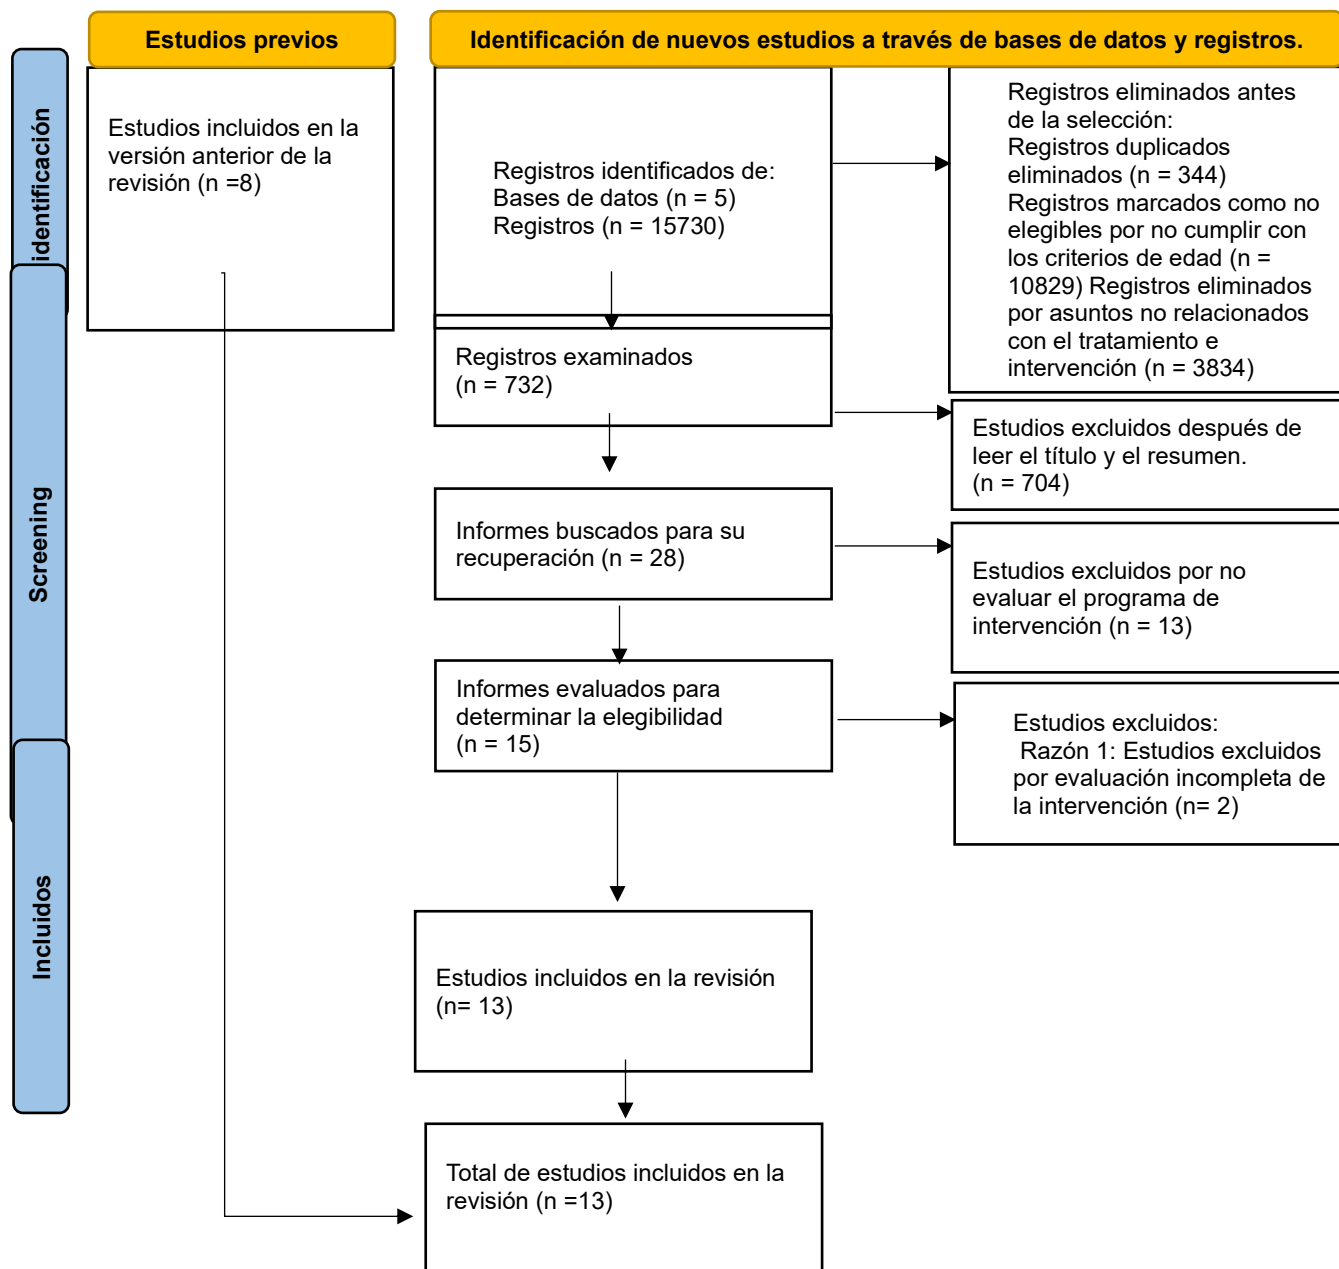 Estudios previos
Identificación de nuevos estudios a través de bases de datos y registros.
identificación
Estudios incluidos en la
versión anterior de la
revisión (n =8)
Registros identificados de:
Bases de datos (n = 5)
Registros (n = 15730)
Registros eliminados antes
de la selección:
Registros duplicados
eliminados (n = 344)
Registros marcados como no
elegibles por no cumplir con
los criterios de edad (n =
10829) Registros eliminados
por asuntos no relacionados
con el tratamiento e
intervención (n = 3834)
Screening
Registros examinados
(n = 732)
Estudios excluidos después de
leer el título y el resumen.
(n = 704)
Informes buscados para su
recuperación (n = 28)
Estudios excluidos por no
evaluar el programa de
intervención (n = 13)
Informes evaluados para
determinar la elegibilidad
(n = 15)
Estudios excluidos:
Razón 1: Estudios excluidos
por evaluación incompleta de
la intervención (n= 2)
Incluidos
Estudios incluidos en la revisión
(n= 13)
Total de estudios incluidos en la
revisión (n =13)